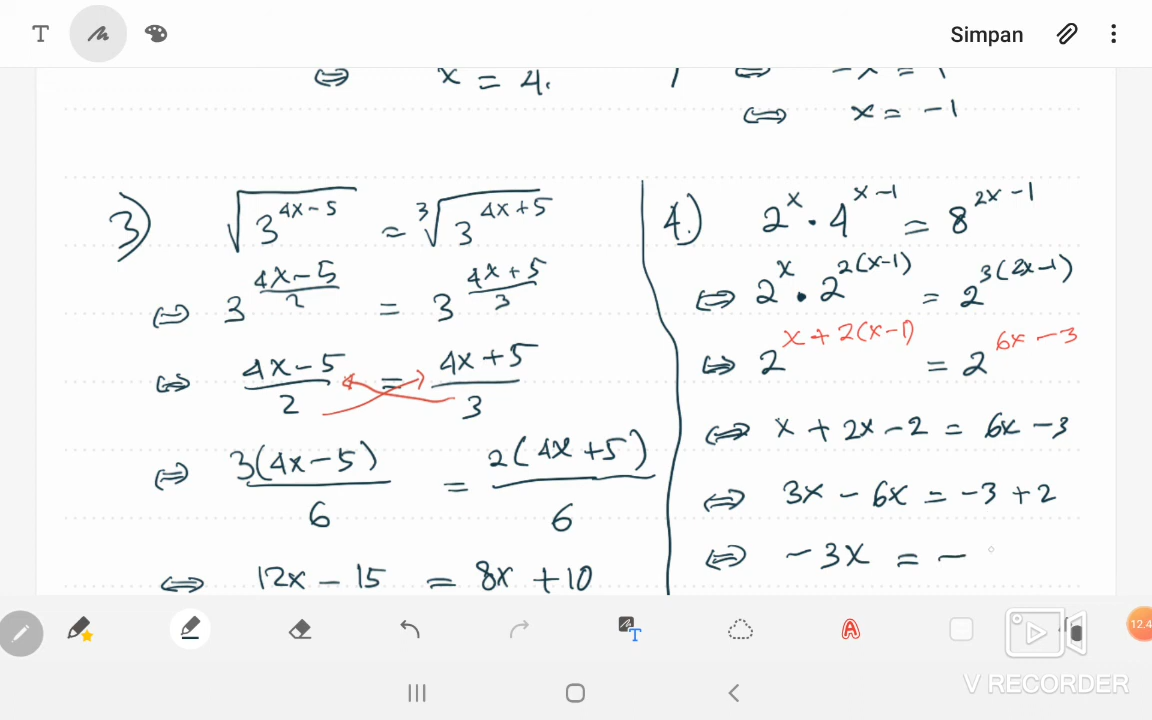 T Simpan
⇔ x = 4.
⇔ -x = 1
⇔ x = -1
3) √(3^(4x-5)) = ∛(3^(4x+5))
⇔ 3^((4x-5)/2) = 3^((4x+5)/3)
⇔ (4x-5)/2 = (4x+5)/3
⇔ 3(4x-5)/6 = 2(4x+5)/6
⇔ 12x - 15 = 8x + 10
4.) 2^x · 4^(x-1) = 8^(2x-1)
⇔ 2^x · 2^(2(x-1)) = 2^(3(2x-1))
⇔ 2^(x+2(x-1)) = 2^(6x-3)
⇔ x + 2x - 2 = 6x - 3
⇔ 3x - 6x = -3 + 2
⇔ -3x = -
T A
12.4
V RECORDER